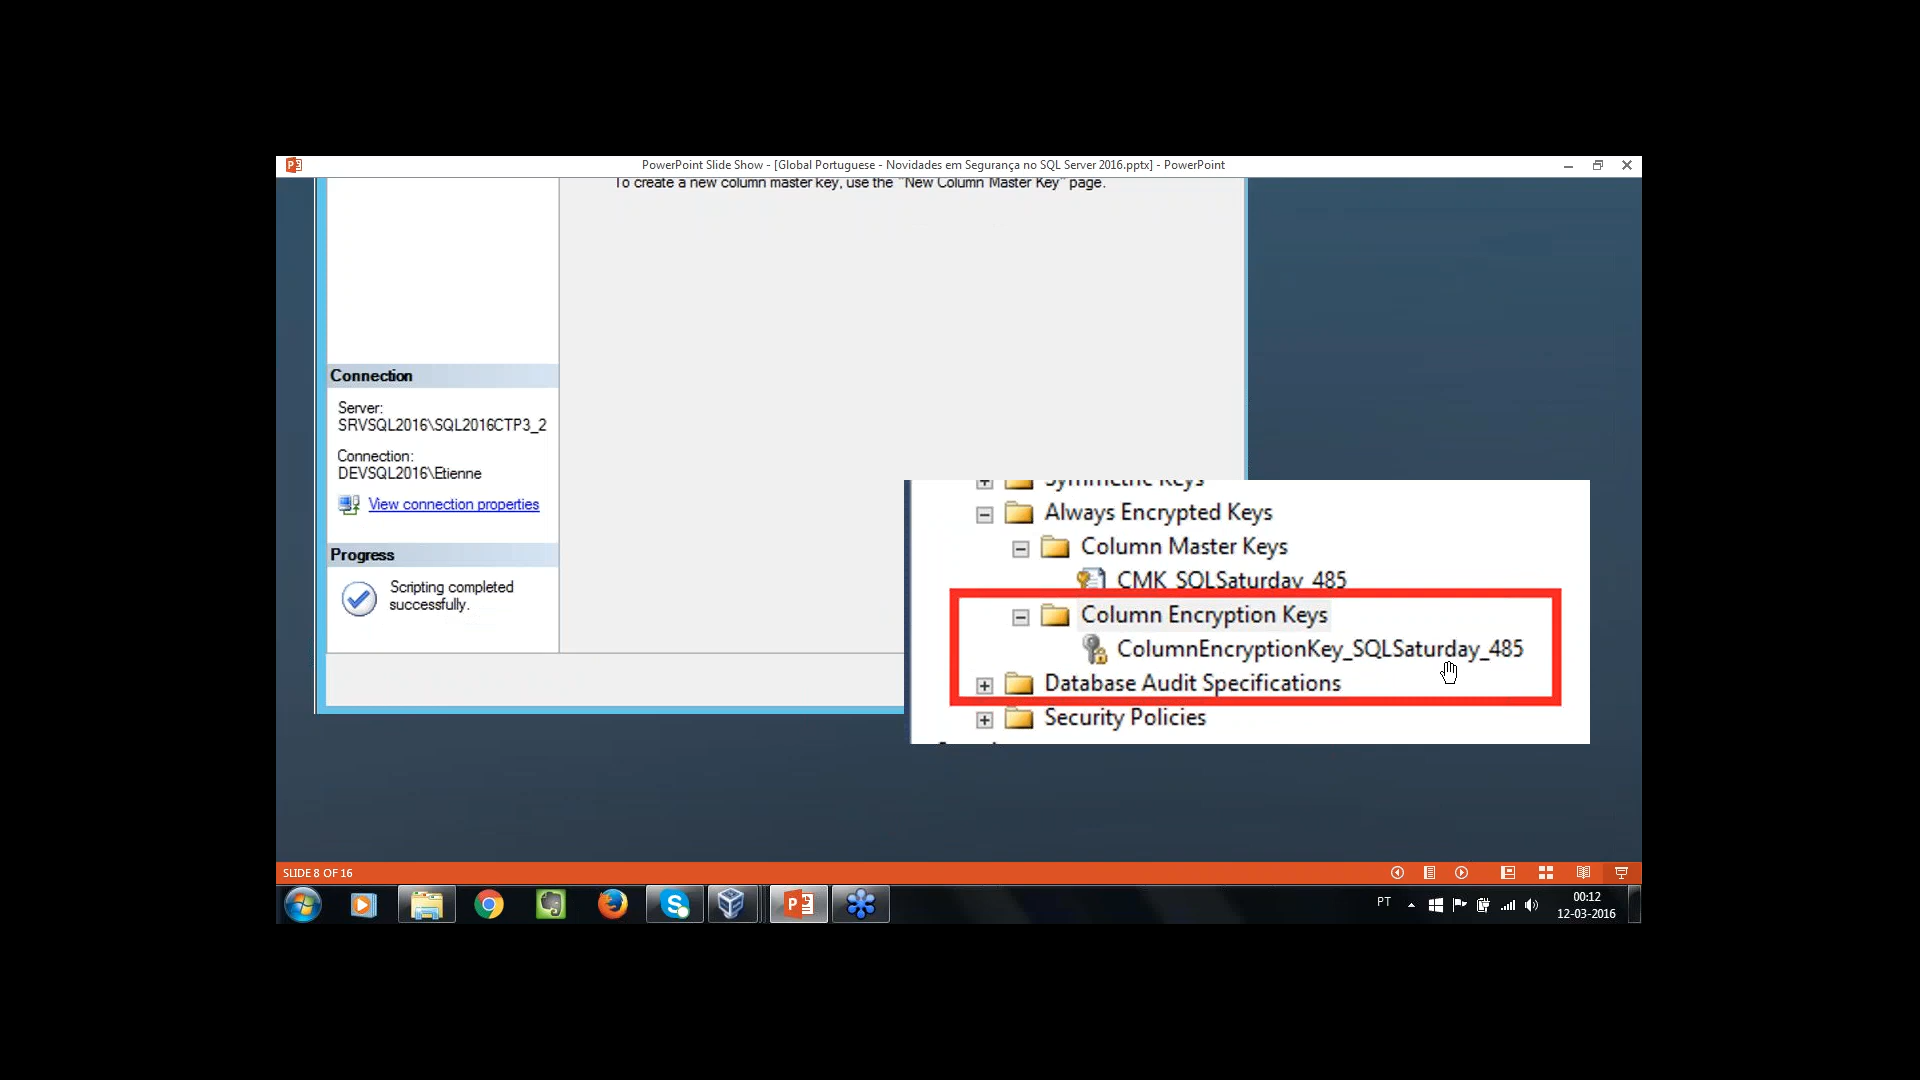 PowerPoint Slide Show - [Global Portuguese - Novidades em Segurança no SQL Server 2016.pptx] - PowerPoint
To create a new column master key, use the "New Column Master Key" page.
Connection
Server:
SRVSQL2016\SQL2016CTP3_2
Connection:
DEVSQL2016\Etienne
View connection properties
Progress
Scripting completed
successfully.
Symmetric Keys
Always Encrypted Keys
Column Master Keys
CMK_SQLSaturday_485
Column Encryption Keys
ColumnEncryptionKey_SQLSaturday_485
Database Audit Specifications
Security Policies
SLIDE 8 OF 16
PT
00:12
12-03-2016